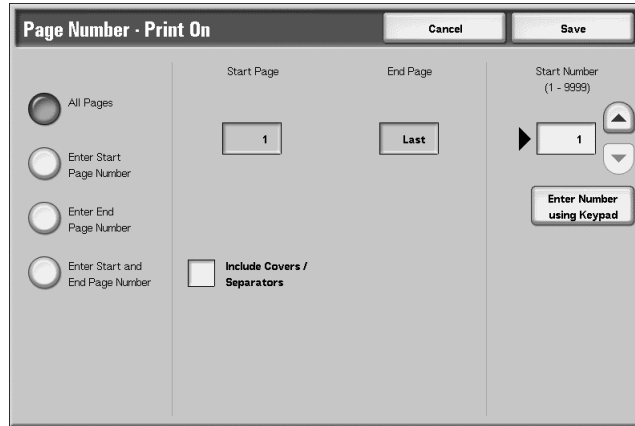 Page Number - Print On
Cancel
Save
All Pages
Enter Start
Page Number
Enter End
Page Number
Enter Start and
End Page Number
Start Page
1
End Page
Last
Include Covers /
Separators
Start Number
(1 - 9999)
1
Enter Number
using Keypad